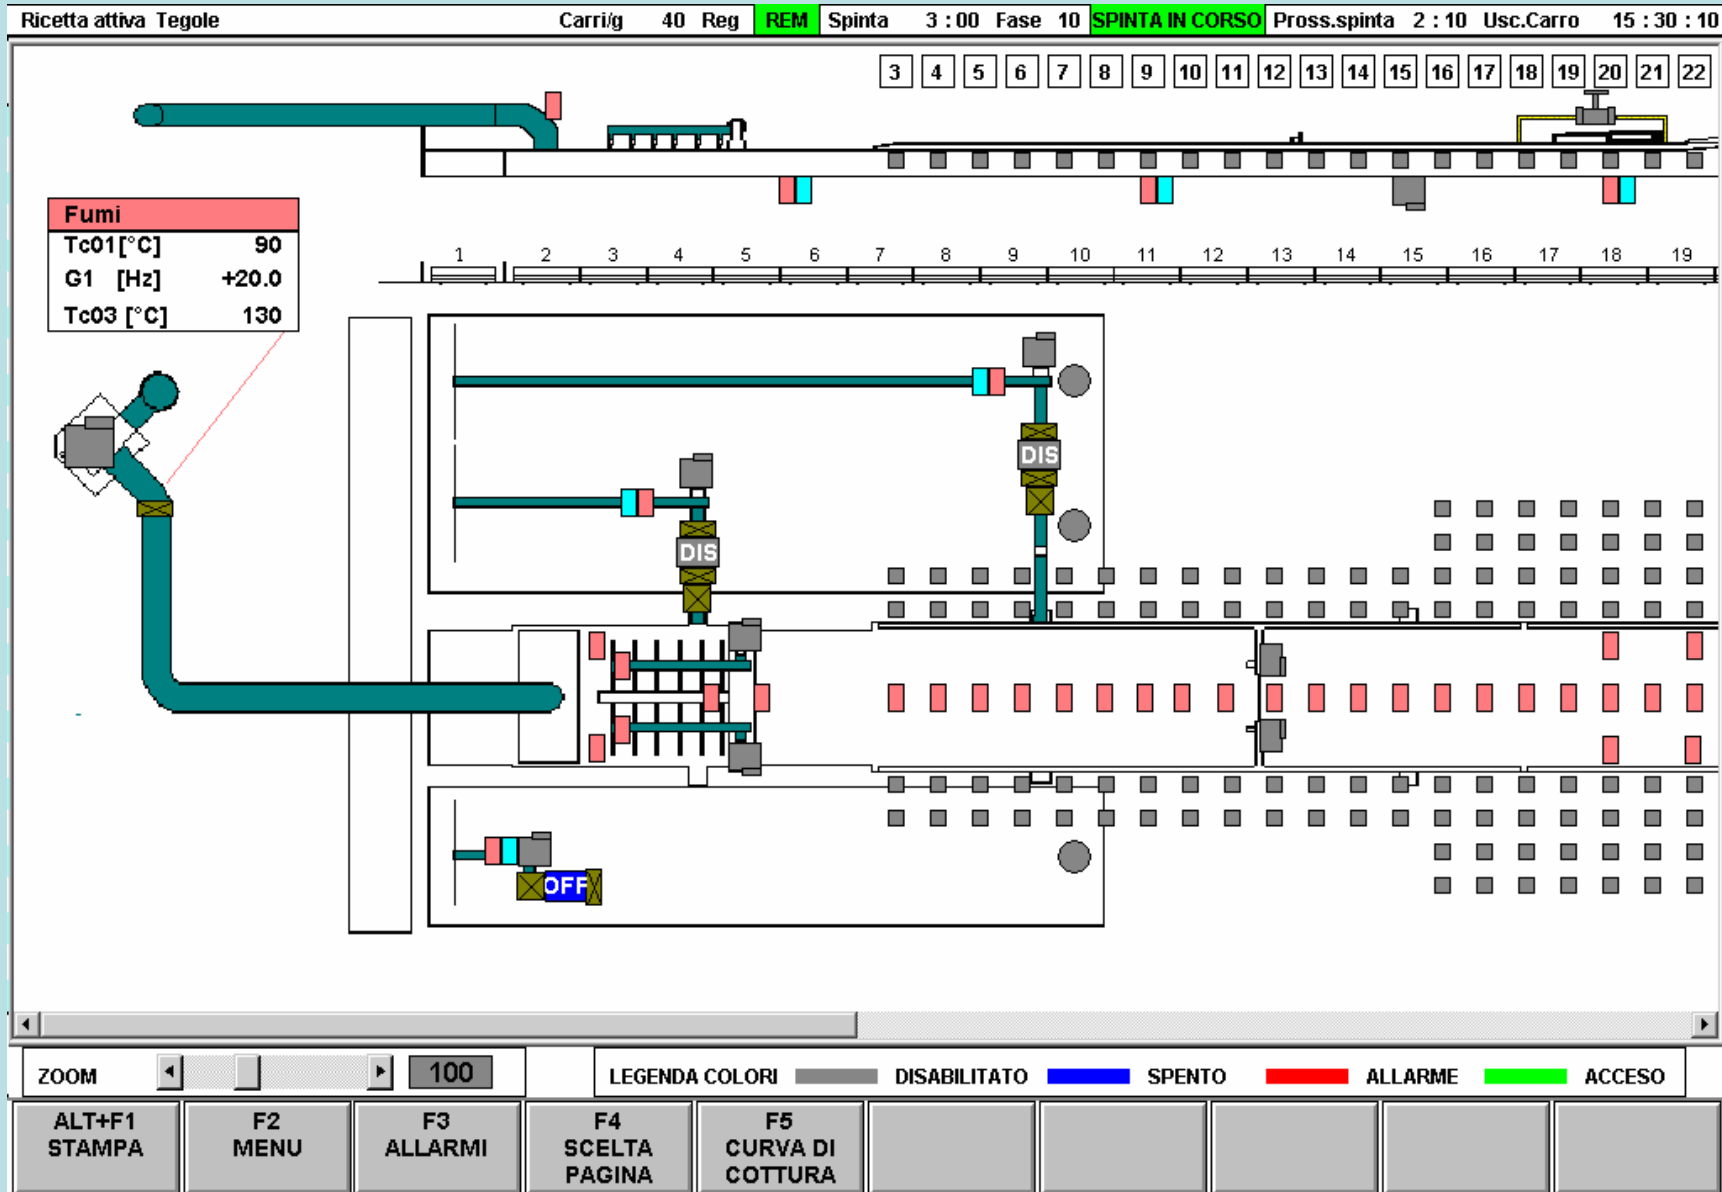 Ricetta attiva Tegole Carri/g 40 Reg REM Spinta 3 : 00 Fase 10 SPINTA IN CORSO Pross.spinta 2 : 10 Usc.Carro 15 : 30 : 10
3 4 5 6 7 8 9 10 11 12 13 14 15 16 17 18 19 20 21 22
Fumi
Tc01[°C] 90
G1 [Hz] +20.0
Tc03 [°C] 130
1 2 3 4 5 6 7 8 9 10 11 12 13 14 15 16 17 18 19
DIS
DIS
OFF
ZOOM 100
LEGENDA COLORI DISABILITATO SPENTO ALLARME ACCESO
ALT+F1
STAMPA
F2
MENU
F3
ALLARMI
F4
SCELTA
PAGINA
F5
CURVA DI
COTTURA